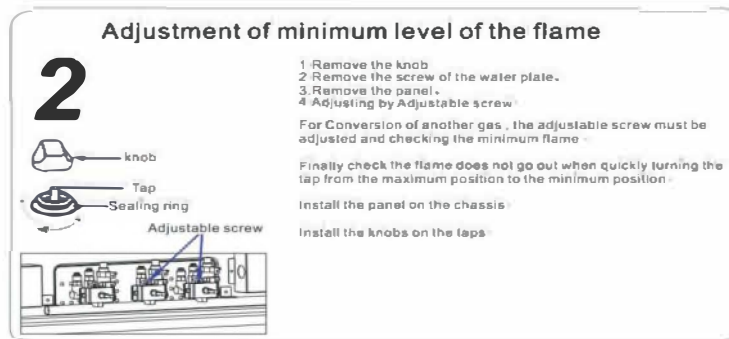 Adjustment of minimum level of the flame
2
1 Remove the knob
2 Remove the screw of the water plate.
3.Remove the panel.
4 Adjusting by Adjustable screw
For Conversion of another gas , the adjustable screw must be
adjusted and checking the minimum flame
Finally check the flame does not go out when quickly turning the
tap from the maximum position to the minimum position
Install the panel on the chassis
Install the knobs on the taps
knob
Tap
Sealing ring
Adjustable screw